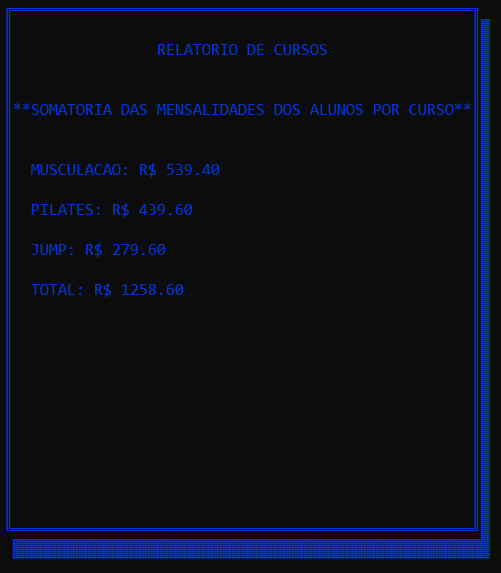 RELATORIO DE CURSOS
**SOMATORIA DAS MENSALIDADES DOS ALUNOS POR CURSO**
MUSCULACAO: R$ 539.40
PILATES: R$ 439.60
JUMP: R$ 279.60
TOTAL: R$ 1258.60